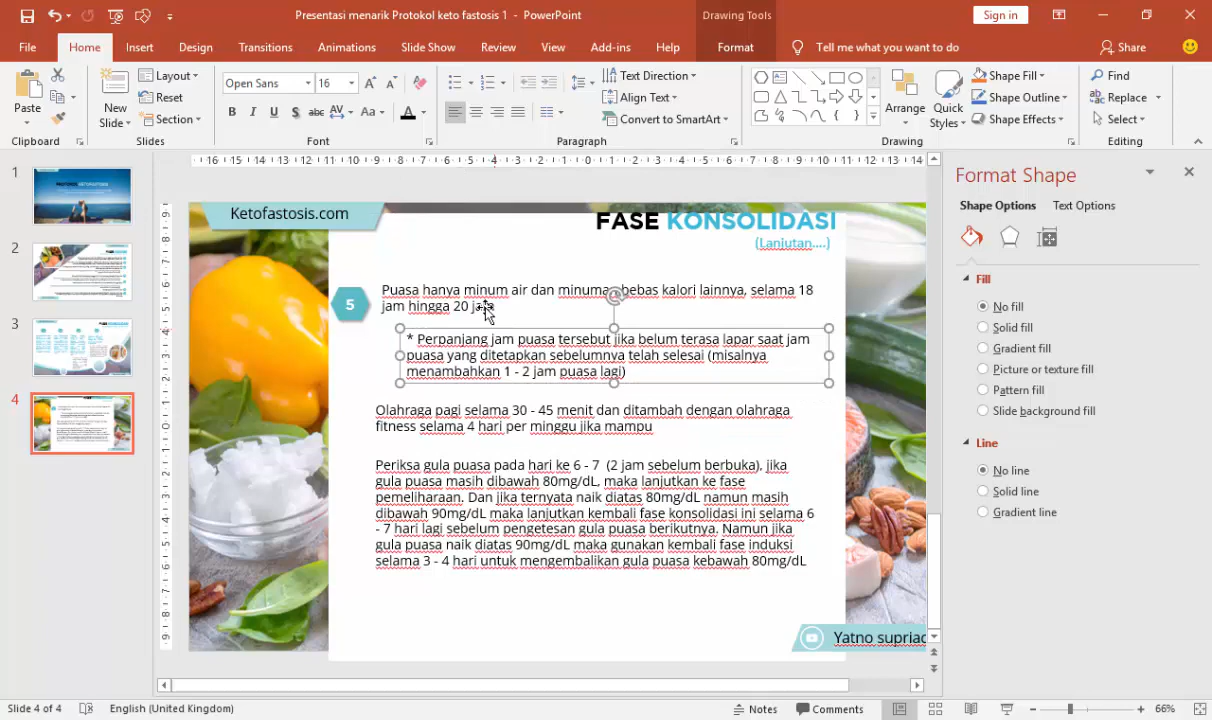 Presentasi menarik Protokol keto fastosis 1 - PowerPoint
Drawing Tools
Sign in
File
Home
Insert
Design
Transitions
Animations
Slide Show
Review
View
Add-ins
Help
Format
Tell me what you want to do
Share
Paste
New
Slide
Layout
Reset
Section
Open Sans
16
B I U S abc AV Aa A
Text Direction
Align Text
Convert to SmartArt
Arrange
Quick
Styles
Shape Fill
Shape Outline
Shape Effects
Find
Replace
Select
Clipboard
Slides
Font
Paragraph
Drawing
Editing
1
2
3
4
Ketofastosis.com
FASE KONSOLIDASI
(Lanjutan....)
5
Puasa hanya minum air dan minuman bebas kalori lainnya, selama 18
jam hingga 20 jam
* Perpanjang jam puasa tersebut jika belum terasa lapar saat jam
puasa yang ditetapkan sebelumnya telah selesai (misalnya
menambahkan 1 - 2 jam puasa lagi)
Olahraga pagi selama 30 - 45 menit dan ditambah dengan olahraga
fitness selama 4 hari per minggu jika mampu
Periksa gula puasa pada hari ke 6 - 7 (2 jam sebelum berbuka), jika
gula puasa masih dibawah 80mg/dL, maka lanjutkan ke fase
pemeliharaan. Dan jika ternyata naik diatas 80mg/dL namun masih
dibawah 90mg/dL maka lanjutkan kembali fase konsolidasi ini selama 6
- 7 hari lagi sebelum pengetesan gula puasa berikutnya. Namun jika
gula puasa naik diatas 90mg/dL maka gunakan kembali fase induksi
selama 3 - 4 hari untuk mengembalikan gula puasa kebawah 80mg/dL
Yatno supriad
Format Shape
Shape Options
Text Options
Fill
No fill
Solid fill
Gradient fill
Picture or texture fill
Pattern fill
Slide background fill
Line
No line
Solid line
Gradient line
Slide 4 of 4
English (United Kingdom)
Notes
Comments
66%